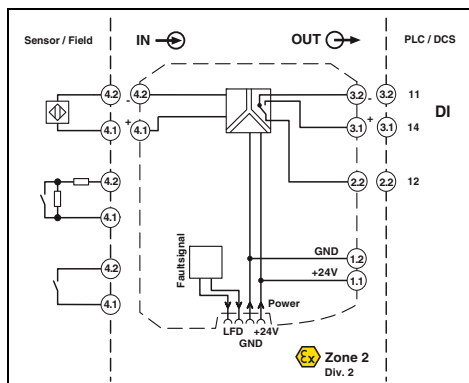 Sensor / Field
IN
OUT
PLC / DCS
4.2
-
4.2
3.2
-
3.2
11
DI
4.1
+
4.1
3.1
+
3.1
14
4.2
2.2
2.2
12
4.1
Faultsignal
GND
1.2
4.2
+24V
1.1
4.1
Power
LFD
+24V
GND
Ex
Zone 2
Div. 2